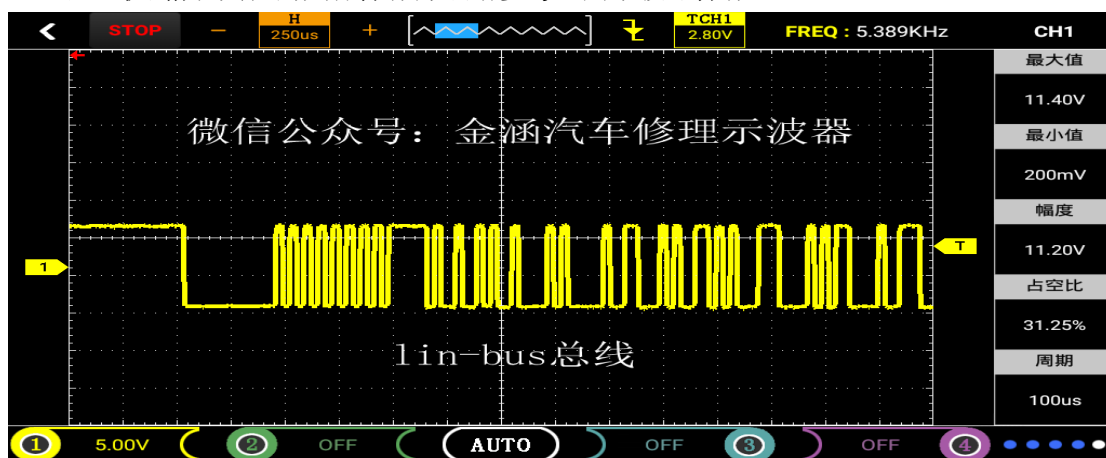 STOP
H
250us
TCH1
2.80V
FREQ : 5.389KHz
CH1
最大值
11.40V
最小值
200mV
幅度
11.20V
占空比
31.25%
周期
100us
微信公众号：金涵汽车修理示波器
T
1
lin-bus总线
1 5.00V
2 OFF
AUTO
OFF 3
OFF 4